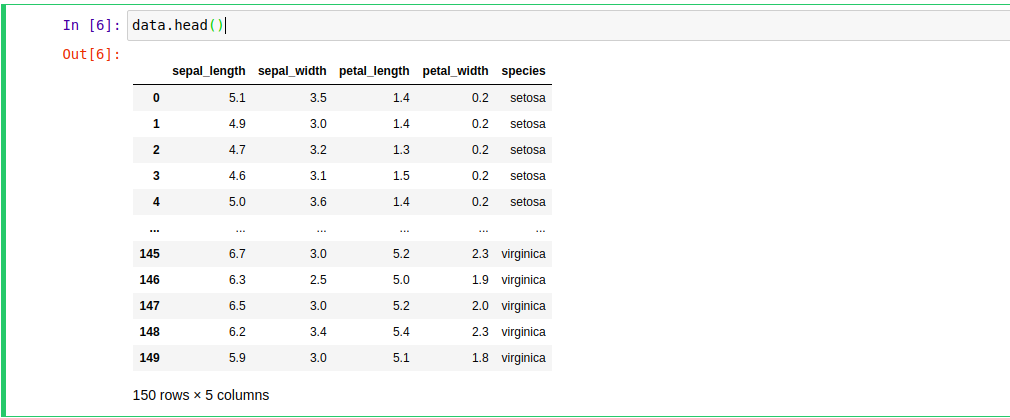 In [6]: data.head()
Out[6]:
sepal_length sepal_width petal_length petal_width species
0 5.1 3.5 1.4 0.2 setosa
1 4.9 3.0 1.4 0.2 setosa
2 4.7 3.2 1.3 0.2 setosa
3 4.6 3.1 1.5 0.2 setosa
4 5.0 3.6 1.4 0.2 setosa
... ... ... ... ... ...
145 6.7 3.0 5.2 2.3 virginica
146 6.3 2.5 5.0 1.9 virginica
147 6.5 3.0 5.2 2.0 virginica
148 6.2 3.4 5.4 2.3 virginica
149 5.9 3.0 5.1 1.8 virginica
150 rows × 5 columns